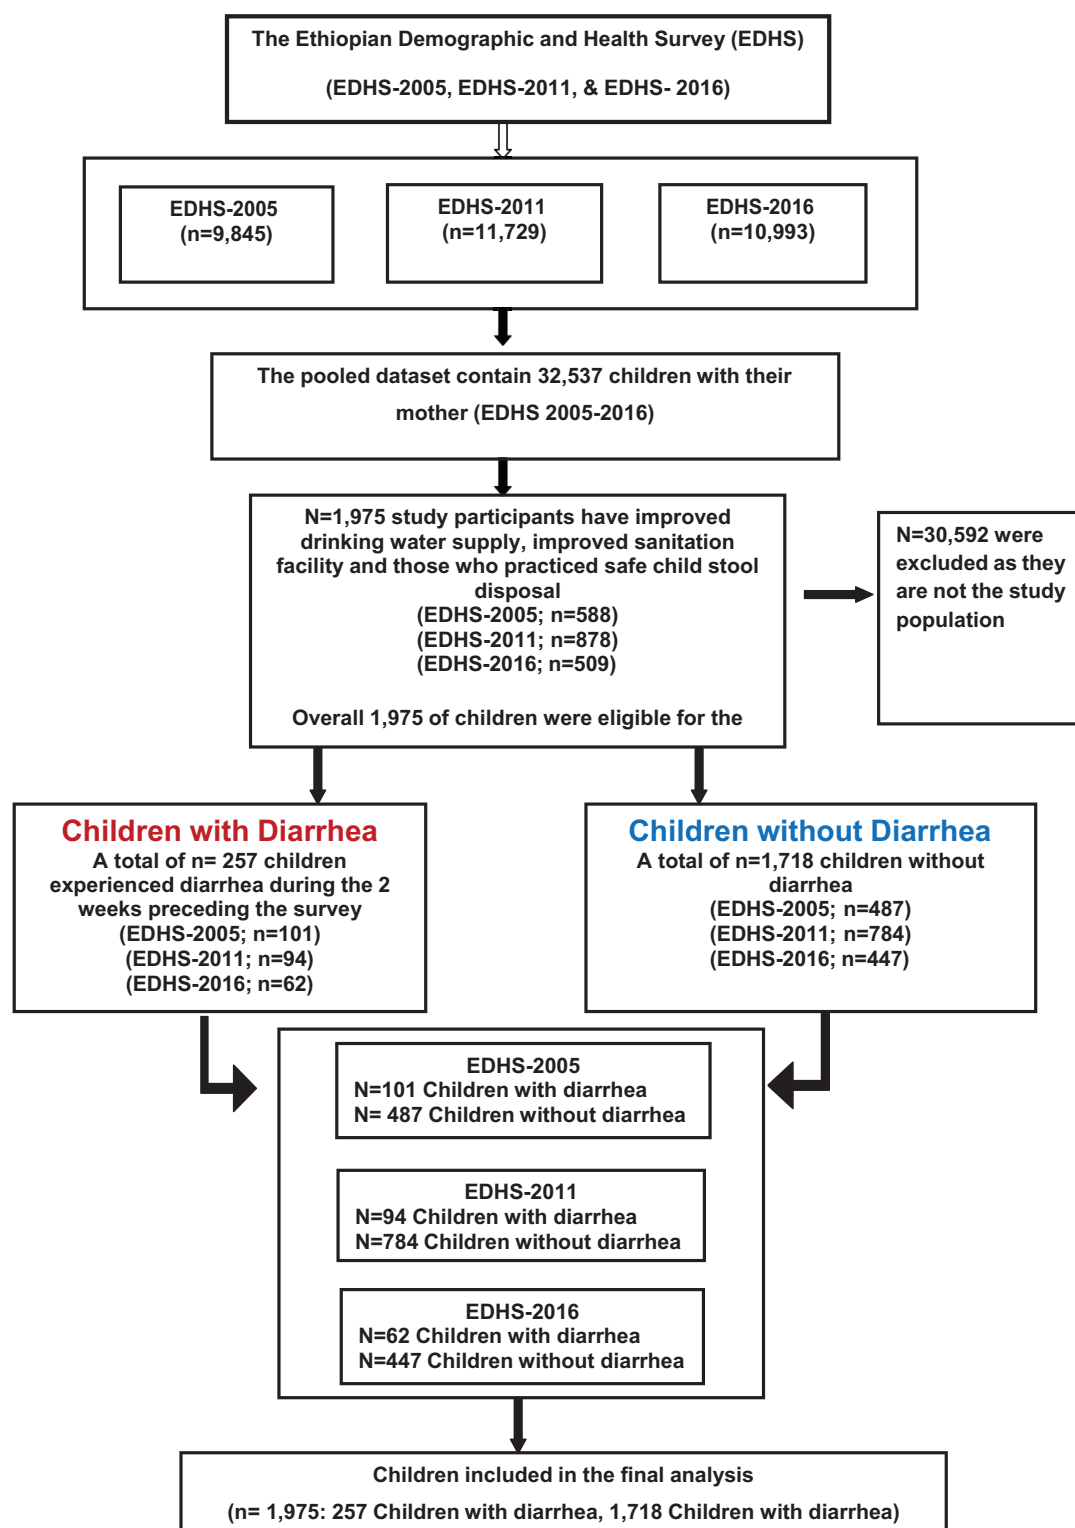 The Ethiopian Demographic and Health Survey (EDHS)
(EDHS-2005, EDHS-2011, & EDHS- 2016)
EDHS-2005
(n=9,845)
EDHS-2011
(n=11,729)
EDHS-2016
(n=10,993)
The pooled dataset contain 32,537 children with their
mother (EDHS 2005-2016)
N=1,975 study participants have improved
drinking water supply, improved sanitation
facility and those who practiced safe child stool
disposal
(EDHS-2005; n=588)
(EDHS-2011; n=878)
(EDHS-2016; n=509)
Overall 1,975 of children were eligible for the
N=30,592 were
excluded as they
are not the study
population
Children with Diarrhea
A total of n= 257 children
experienced diarrhea during the 2
weeks preceding the survey
(EDHS-2005; n=101)
(EDHS-2011; n=94)
(EDHS-2016; n=62)
Children without Diarrhea
A total of n=1,718 children without
diarrhea
(EDHS-2005; n=487)
(EDHS-2011; n=784)
(EDHS-2016; n=447)
EDHS-2005
N=101 Children with diarrhea
N= 487 Children without diarrhea
EDHS-2011
N=94 Children with diarrhea
N=784 Children without diarrhea
EDHS-2016
N=62 Children with diarrhea
N=447 Children without diarrhea
Children included in the final analysis
(n= 1,975: 257 Children with diarrhea, 1,718 Children with diarrhea)